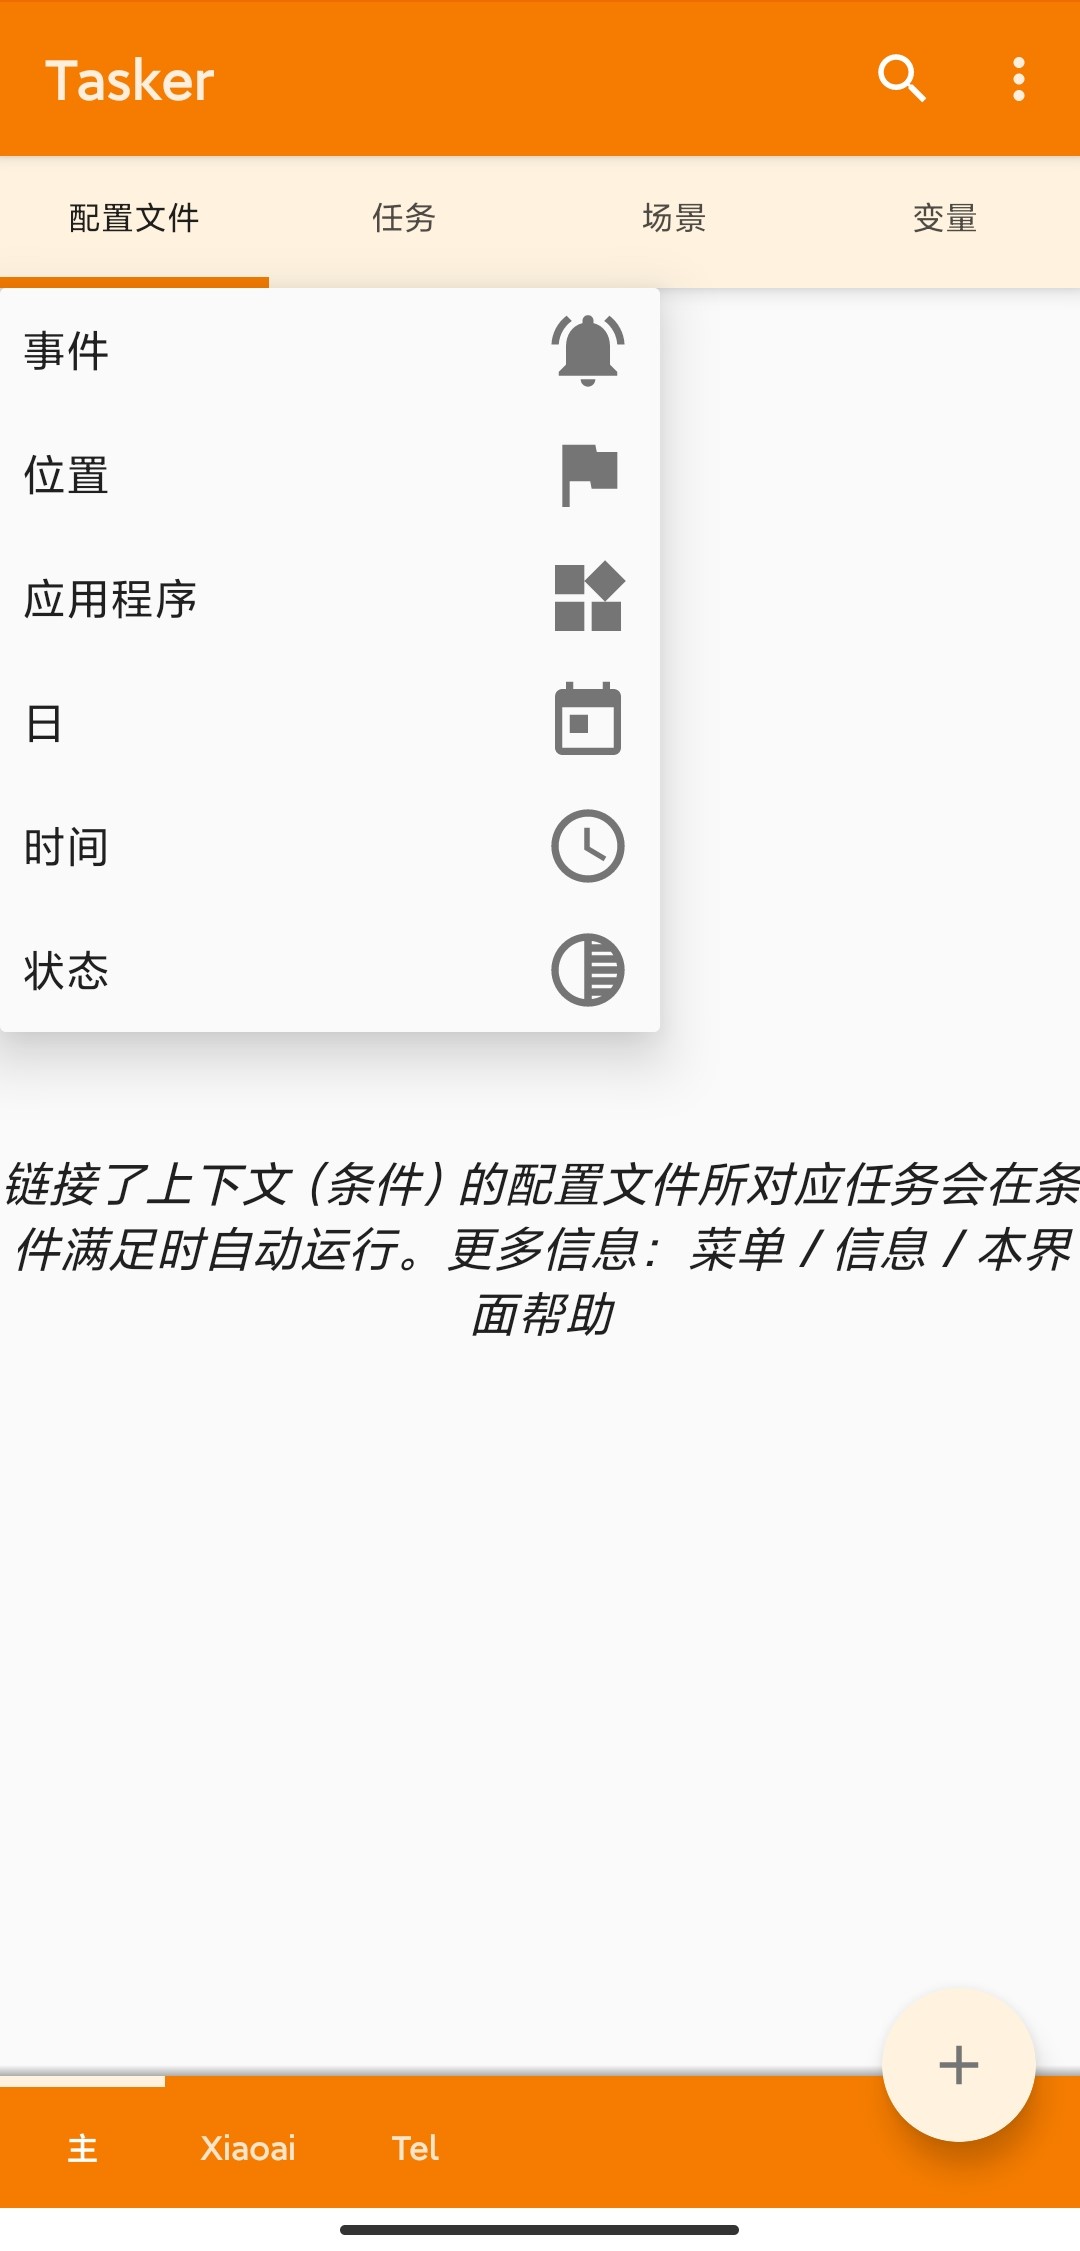 Tasker
配置文件 任务 场景 变量
事件
位置
应用程序
日
时间
状态
链接了上下文 (条件) 的配置文件所对应任务会在条
件满足时自动运行。更多信息：菜单 / 信息 / 本界
面帮助
主 Xiaoai Tel